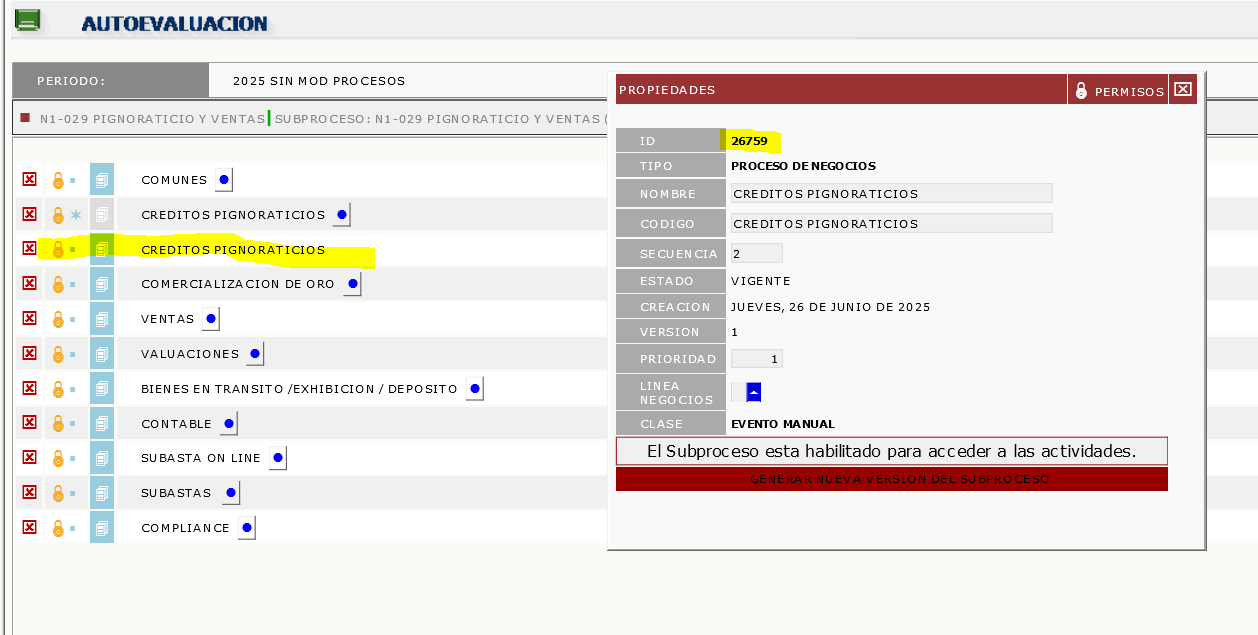 AUTOEVALUACION
PERIODO: 2025 SIN MOD PROCESOS
N1-029 PIGNORATICIO Y VENTAS SUBPROCESO: N1-029 PIGNORATICIO Y VENTAS (
COMUNES
CREDITOS PIGNORATICIOS
CREDITOS PIGNORATICIOS
COMERCIALIZACION DE ORO
VENTAS
VALUACIONES
BIENES EN TRANSITO /EXHIBICION / DEPOSITO
CONTABLE
SUBASTA ON LINE
SUBASTAS
COMPLIANCE
PROPIEDADES PERMISOS
ID 26759
TIPO PROCESO DE NEGOCIOS
NOMBRE CREDITOS PIGNORATICIOS
CODIGO CREDITOS PIGNORATICIOS
SECUENCIA 2
ESTADO VIGENTE
CREACION JUEVES, 26 DE JUNIO DE 2025
VERSION 1
PRIORIDAD 1
LINEA
NEGOCIOS
CLASE EVENTO MANUAL
El Subproceso esta habilitado para acceder a las actividades.
GENERAR NUEVA VERSION DEL SUBPROCESO